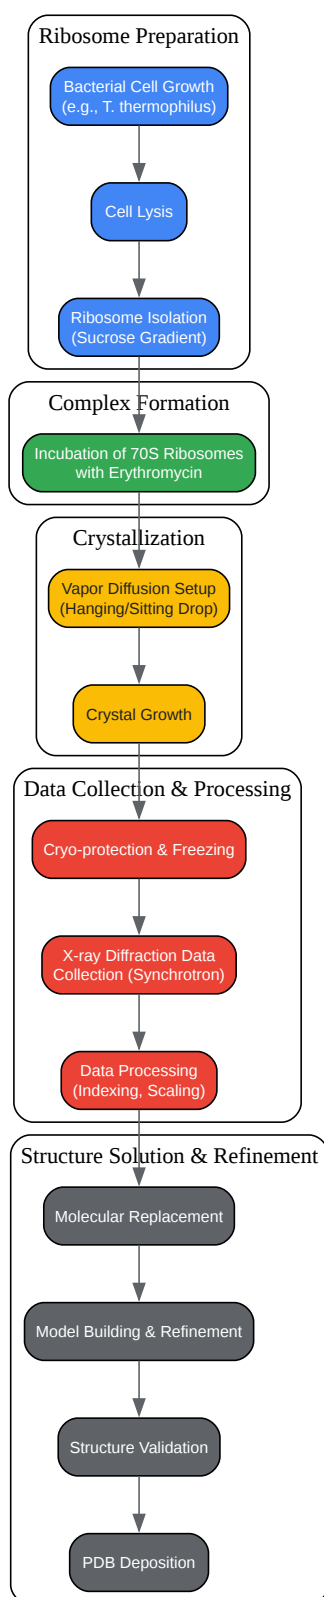 Ribosome Preparation
Bacterial Cell Growth
(e.g., T. thermophilus)
Cell Lysis
Ribosome Isolation
(Sucrose Gradient)
Complex Formation
Incubation of 70S Ribosomes
with Erythromycin
Crystallization
Vapor Diffusion Setup
(Hanging/Sitting Drop)
Crystal Growth
Data Collection & Processing
Cryo-protection & Freezing
X-ray Diffraction Data
Collection (Synchrotron)
Data Processing
(Indexing, Scaling)
Structure Solution & Refinement
Molecular Replacement
Model Building & Refinement
Structure Validation
PDB Deposition